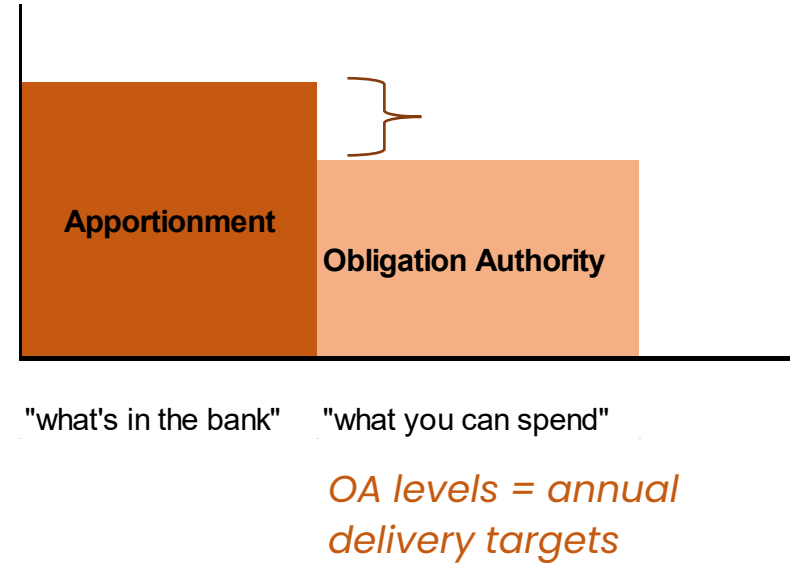 Apportionment
Obligation Authority
"what's in the bank"
"what you can spend"
OA levels = annual
delivery targets